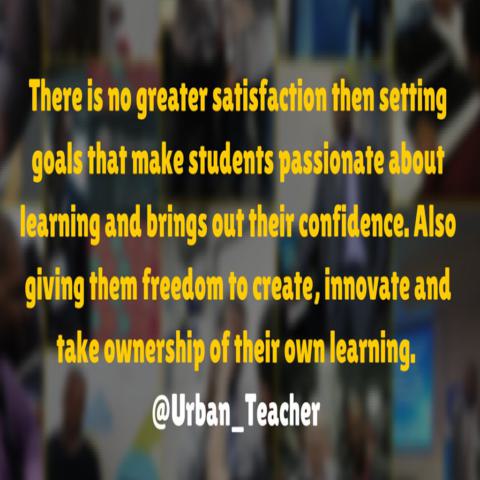 There is no greater satisfaction then setting
goals that make students passionate about
learning and brings out their confidence. Also
giving them freedom to create, innovate and
take ownership of their own learning.
@Urban_Teacher